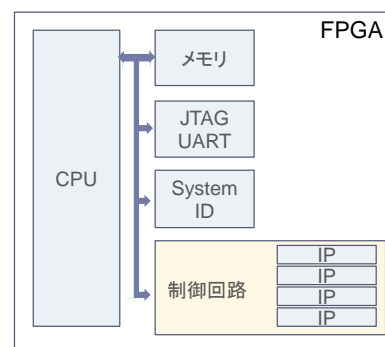 FPGA
CPU
メモリ
JTAG
UART
System
ID
制御回路
IP
IP
IP
IP